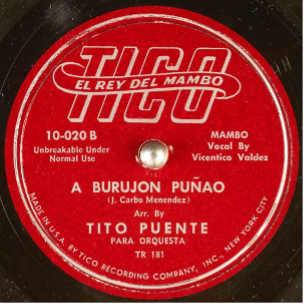 TICO
EL REY DEL MAMBO
10-020 B
Unbreakable Under
Normal Use
MAMBO
Vocal By
Vicentico Valdez
A BURUJON PUÑAO
(J. Carbo Menendez)
Arr. By
TITO PUENTE
PARA ORQUESTA
TR 181
MADE IN U.S.A. BY TICO RECORDING COMPANY, INC., NEW YORK CITY